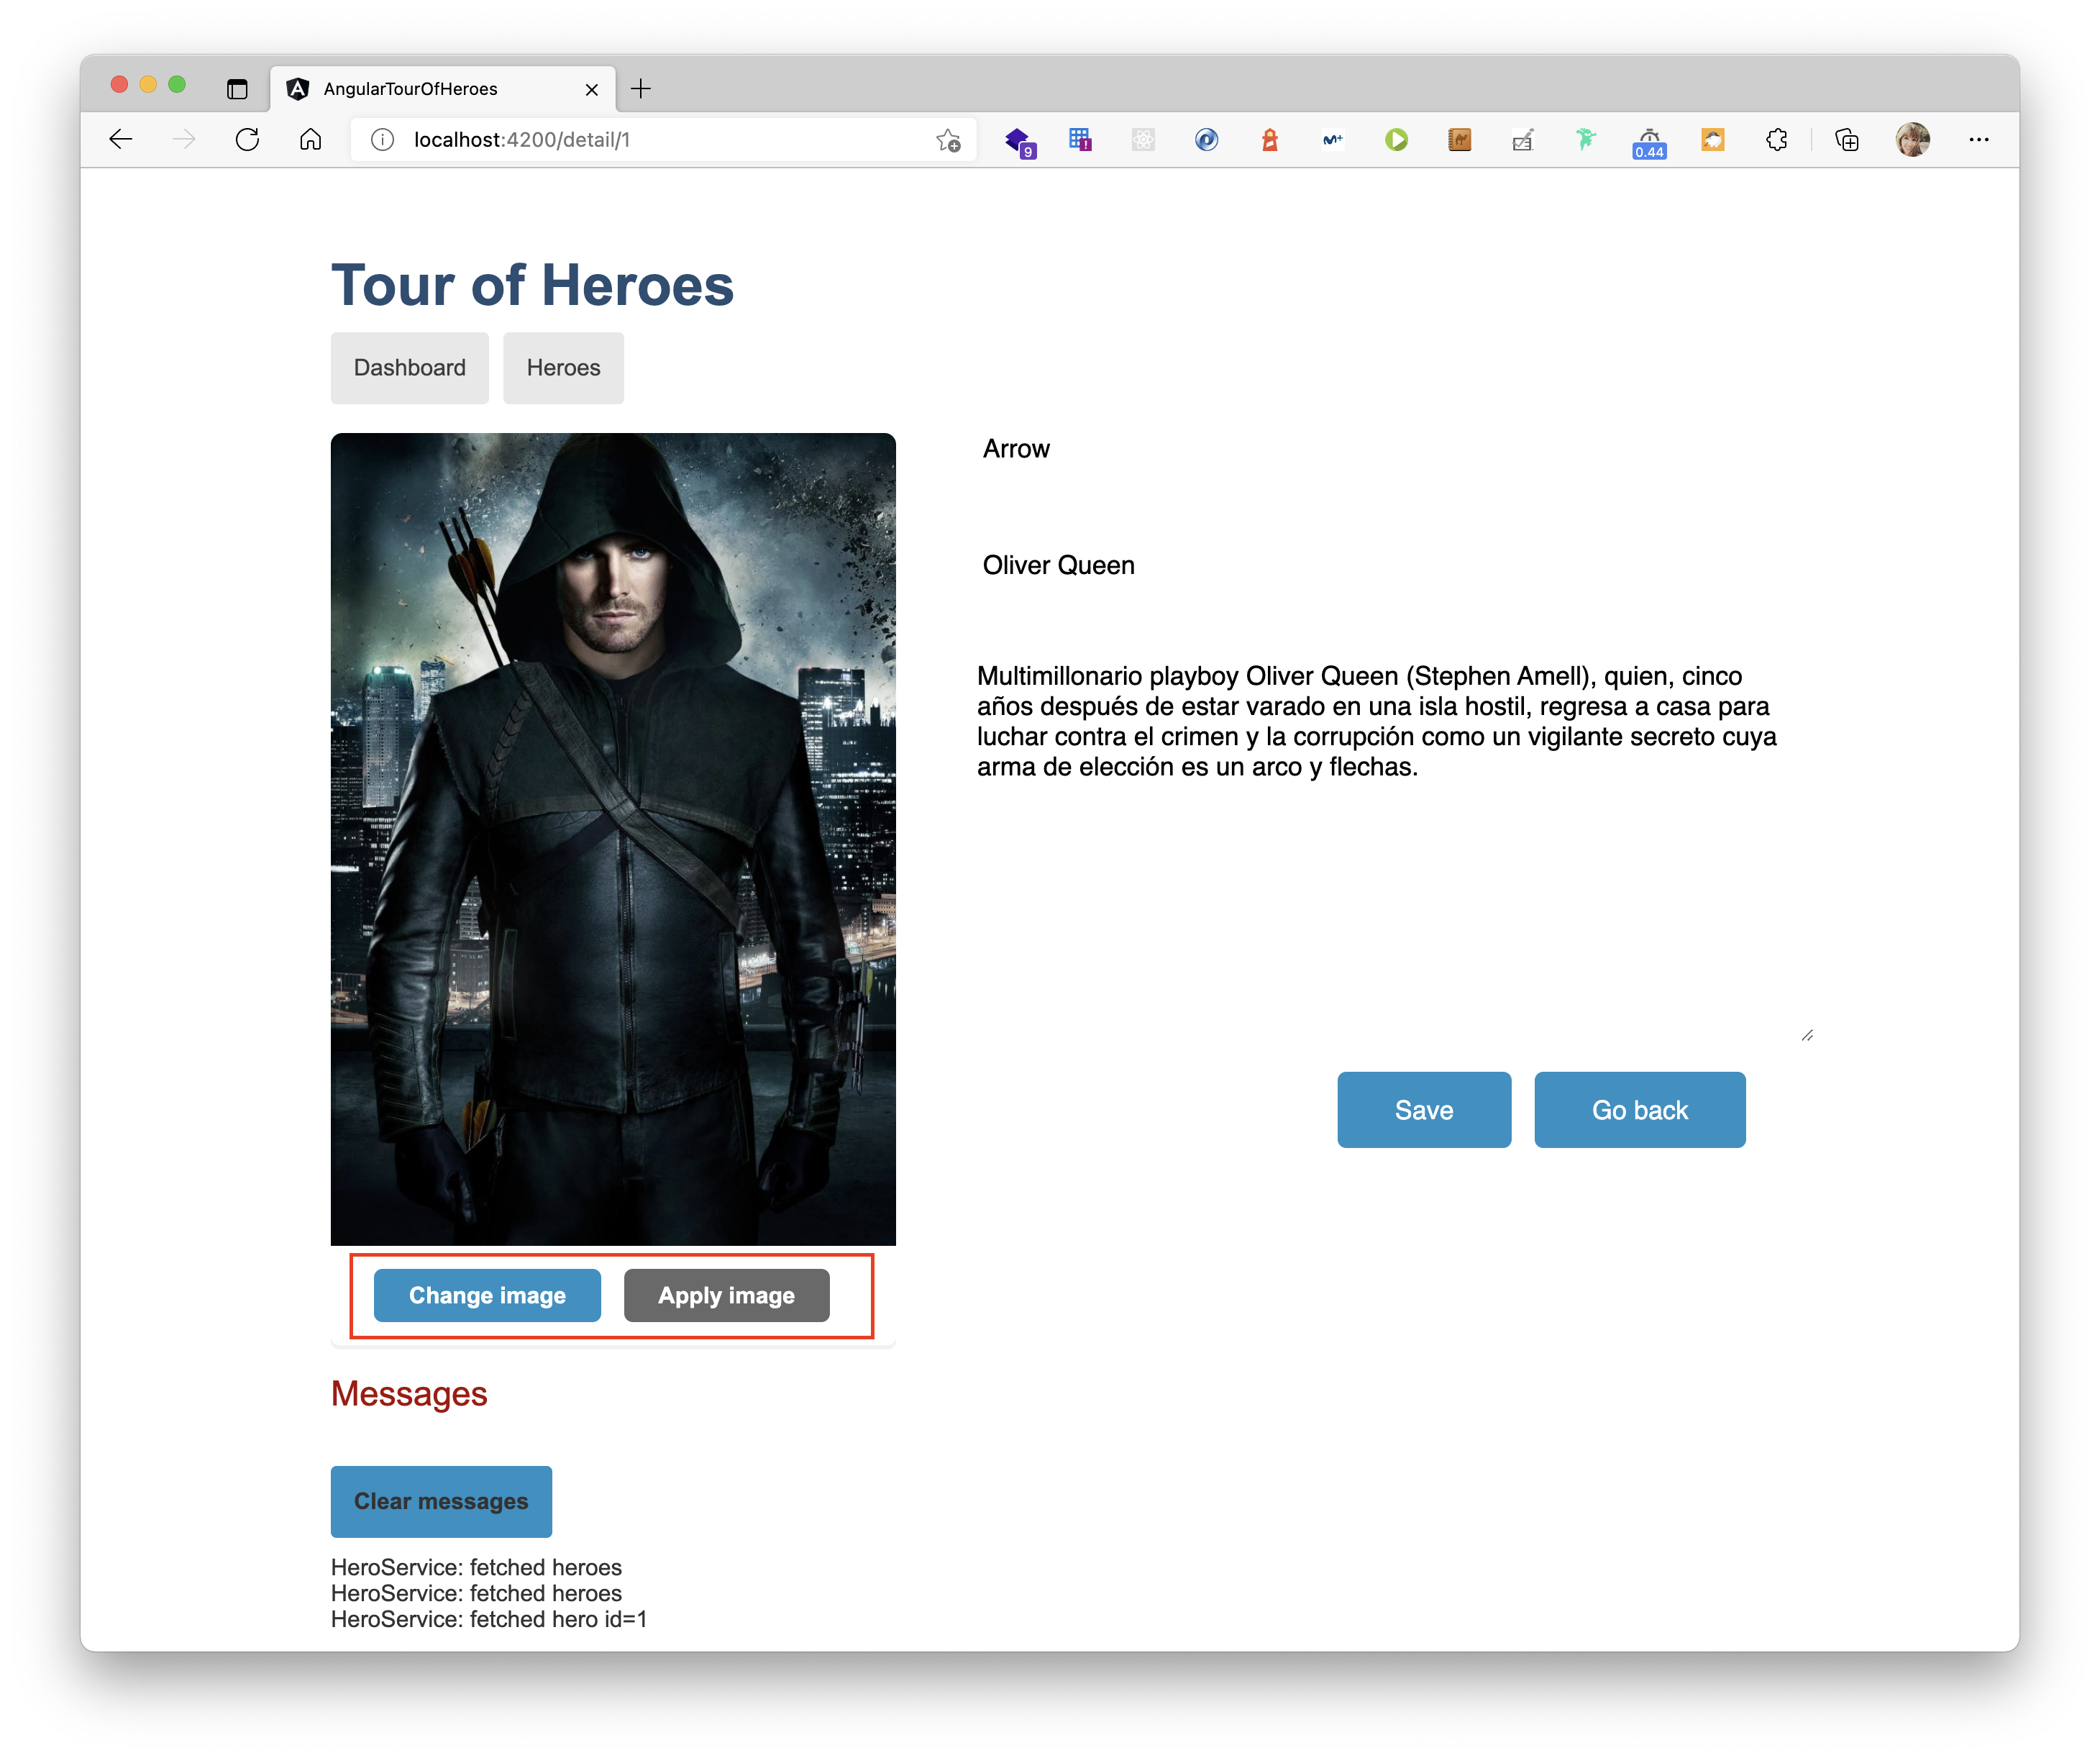 AngularTourOfHeroes
localhost:4200/detail/1
9
!
M+
0.44
Tour of Heroes
Dashboard
Heroes
Arrow
Oliver Queen
Multimillonario playboy Oliver Queen (Stephen Amell), quien, cinco
años después de estar varado en una isla hostil, regresa a casa para
luchar contra el crimen y la corrupción como un vigilante secreto cuya
arma de elección es un arco y flechas.
Save
Go back
Change image
Apply image
Messages
Clear messages
HeroService: fetched heroes
HeroService: fetched heroes
HeroService: fetched hero id=1